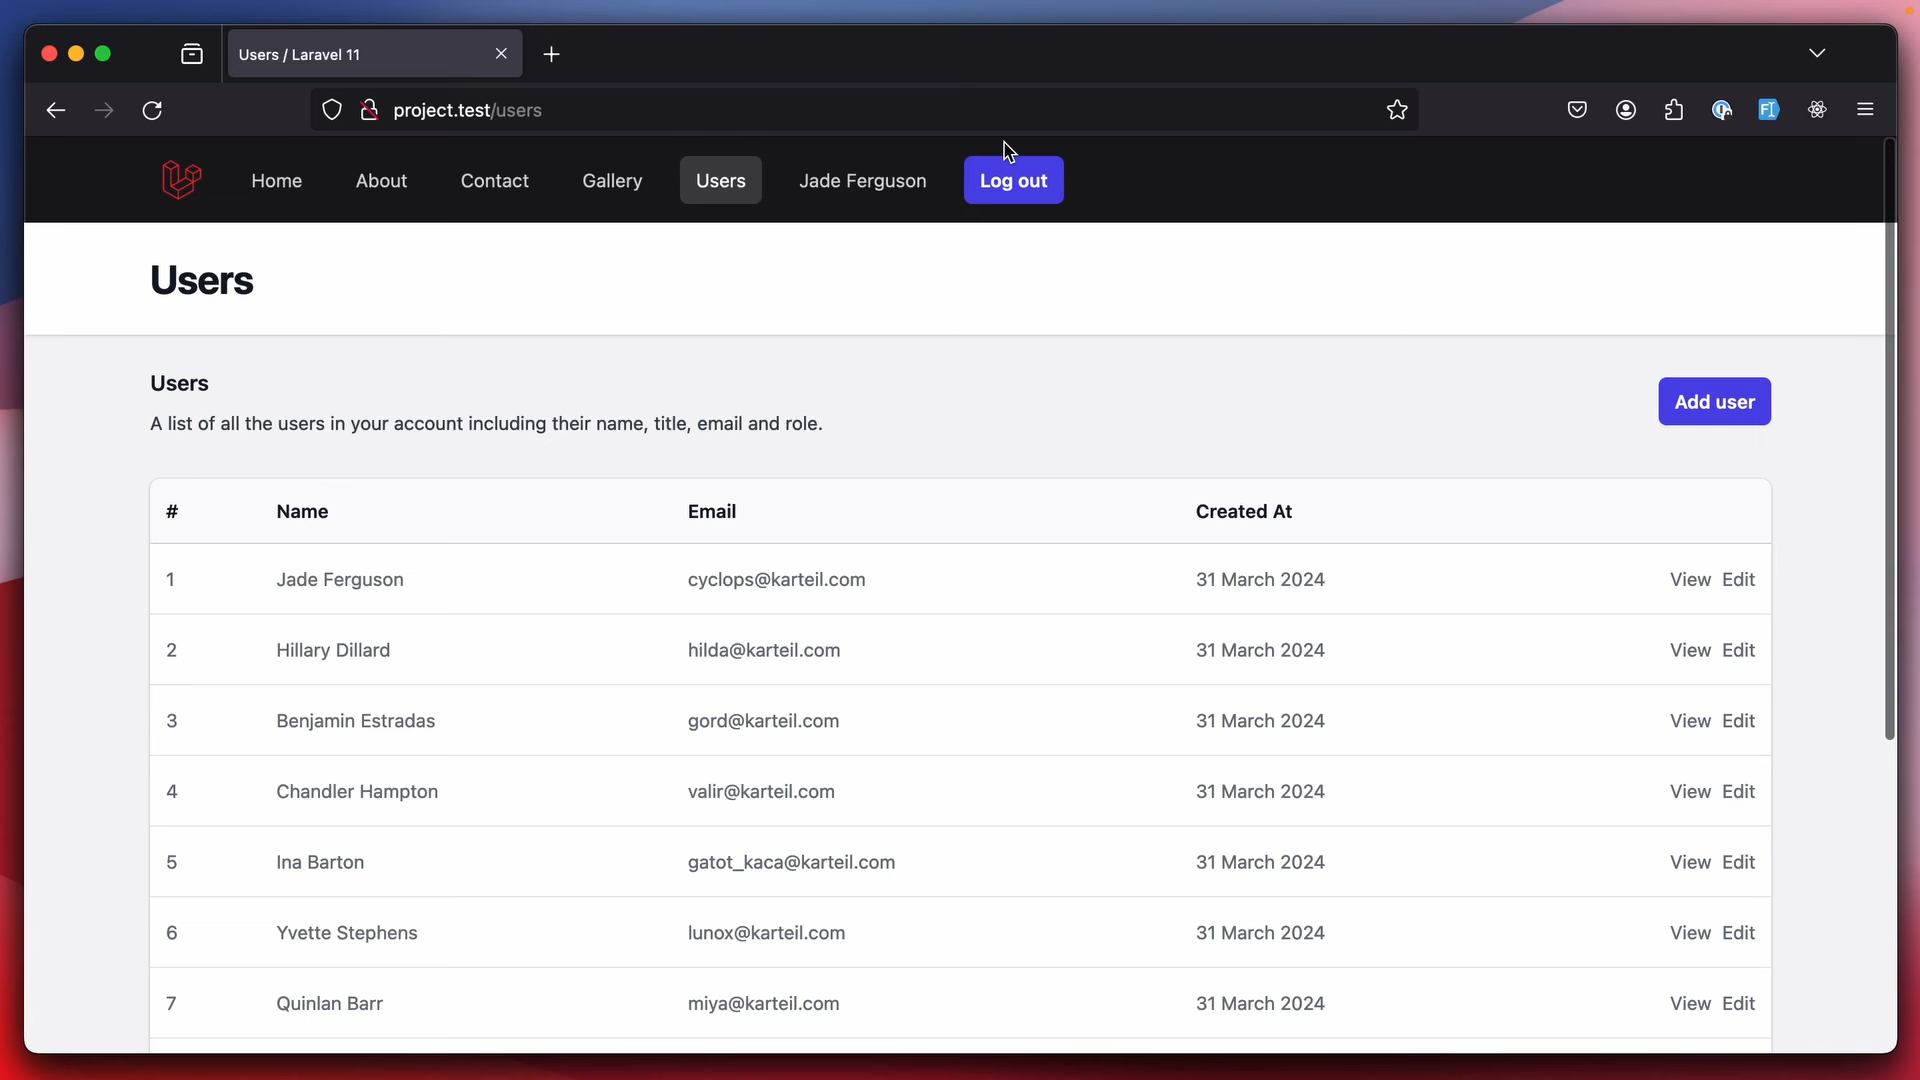 Users / Laravel 11
project.test/users
Home About Contact Gallery Users Jade Ferguson Log out
Users
Users
A list of all the users in your account including their name, title, email and role.
Add user
# Name Email Created At
1 Jade Ferguson cyclops@karteil.com 31 March 2024 View Edit
2 Hillary Dillard hilda@karteil.com 31 March 2024 View Edit
3 Benjamin Estradas gord@karteil.com 31 March 2024 View Edit
4 Chandler Hampton valir@karteil.com 31 March 2024 View Edit
5 Ina Barton gatot_kaca@karteil.com 31 March 2024 View Edit
6 Yvette Stephens lunox@karteil.com 31 March 2024 View Edit
7 Quinlan Barr miya@karteil.com 31 March 2024 View Edit